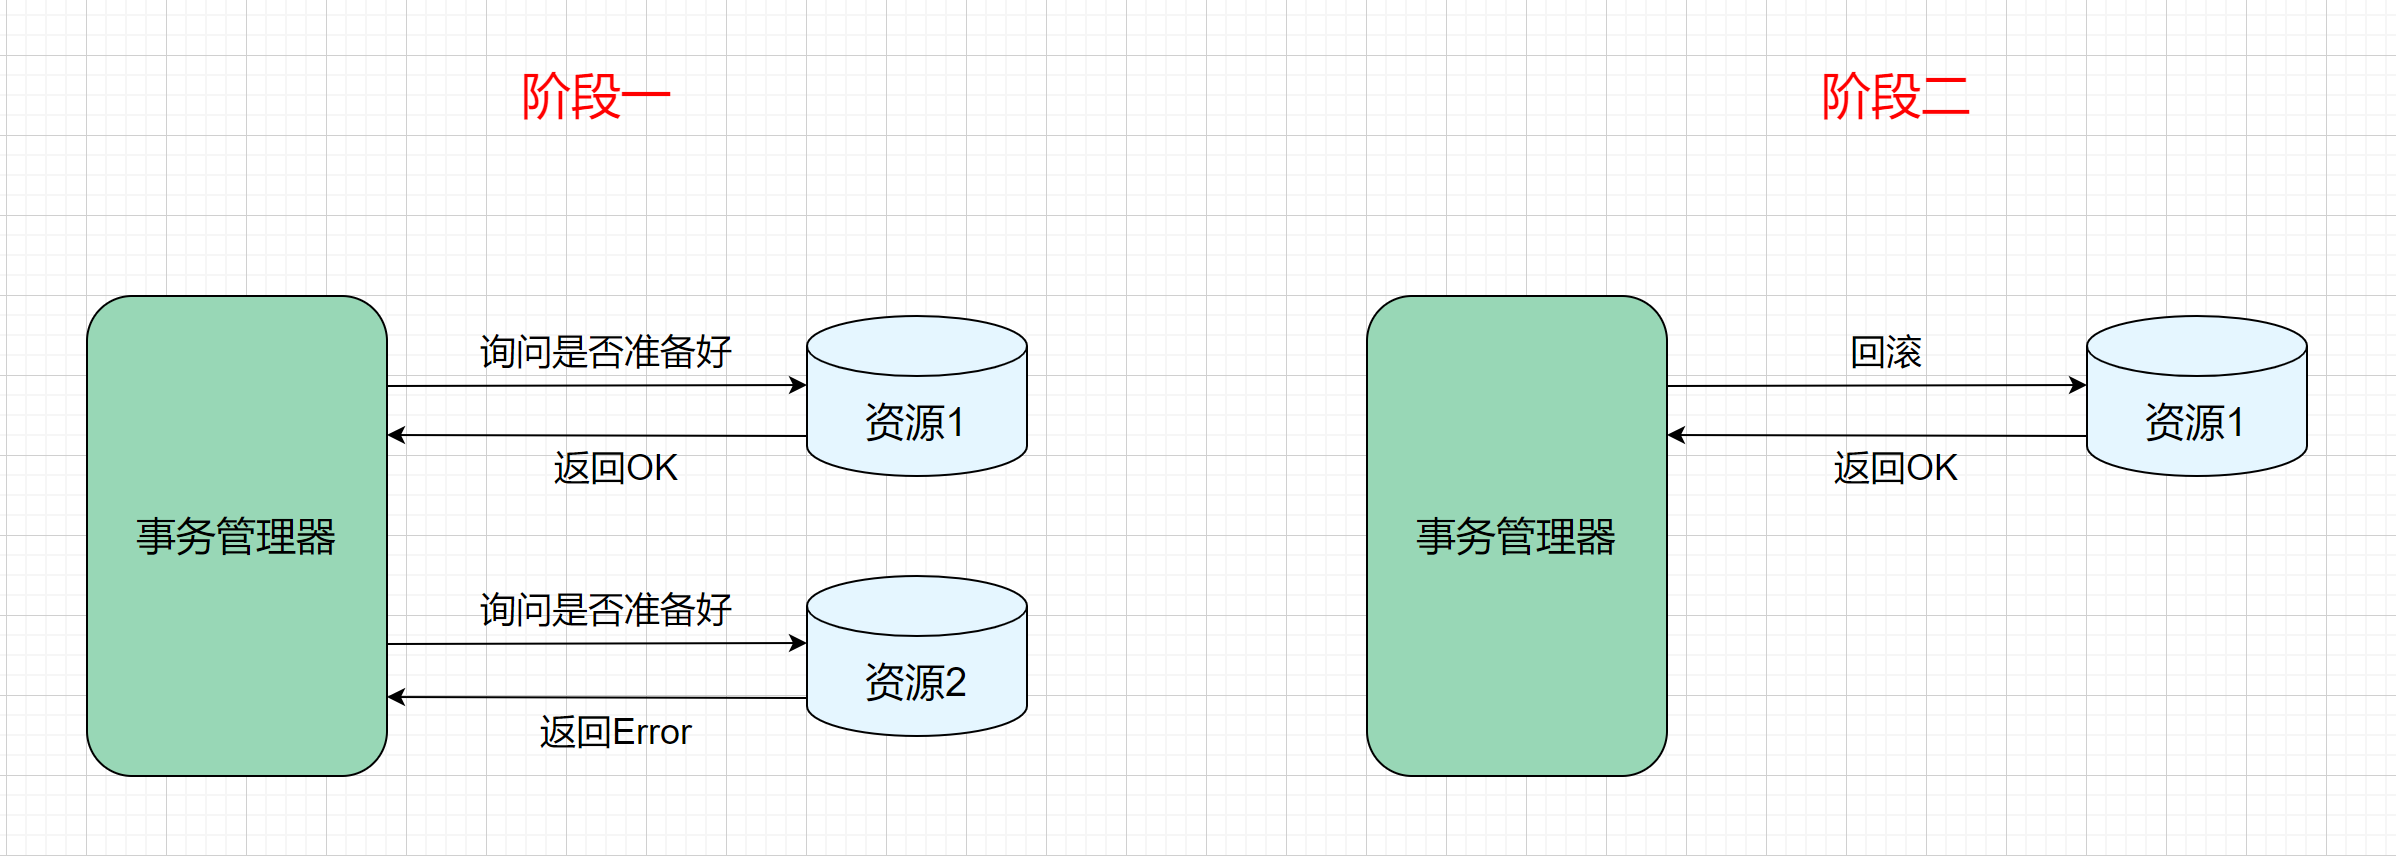 阶段一
阶段二
询问是否准备好
资源1
返回OK
事务管理器
询问是否准备好
资源2
返回Error
回滚
资源1
返回OK
事务管理器